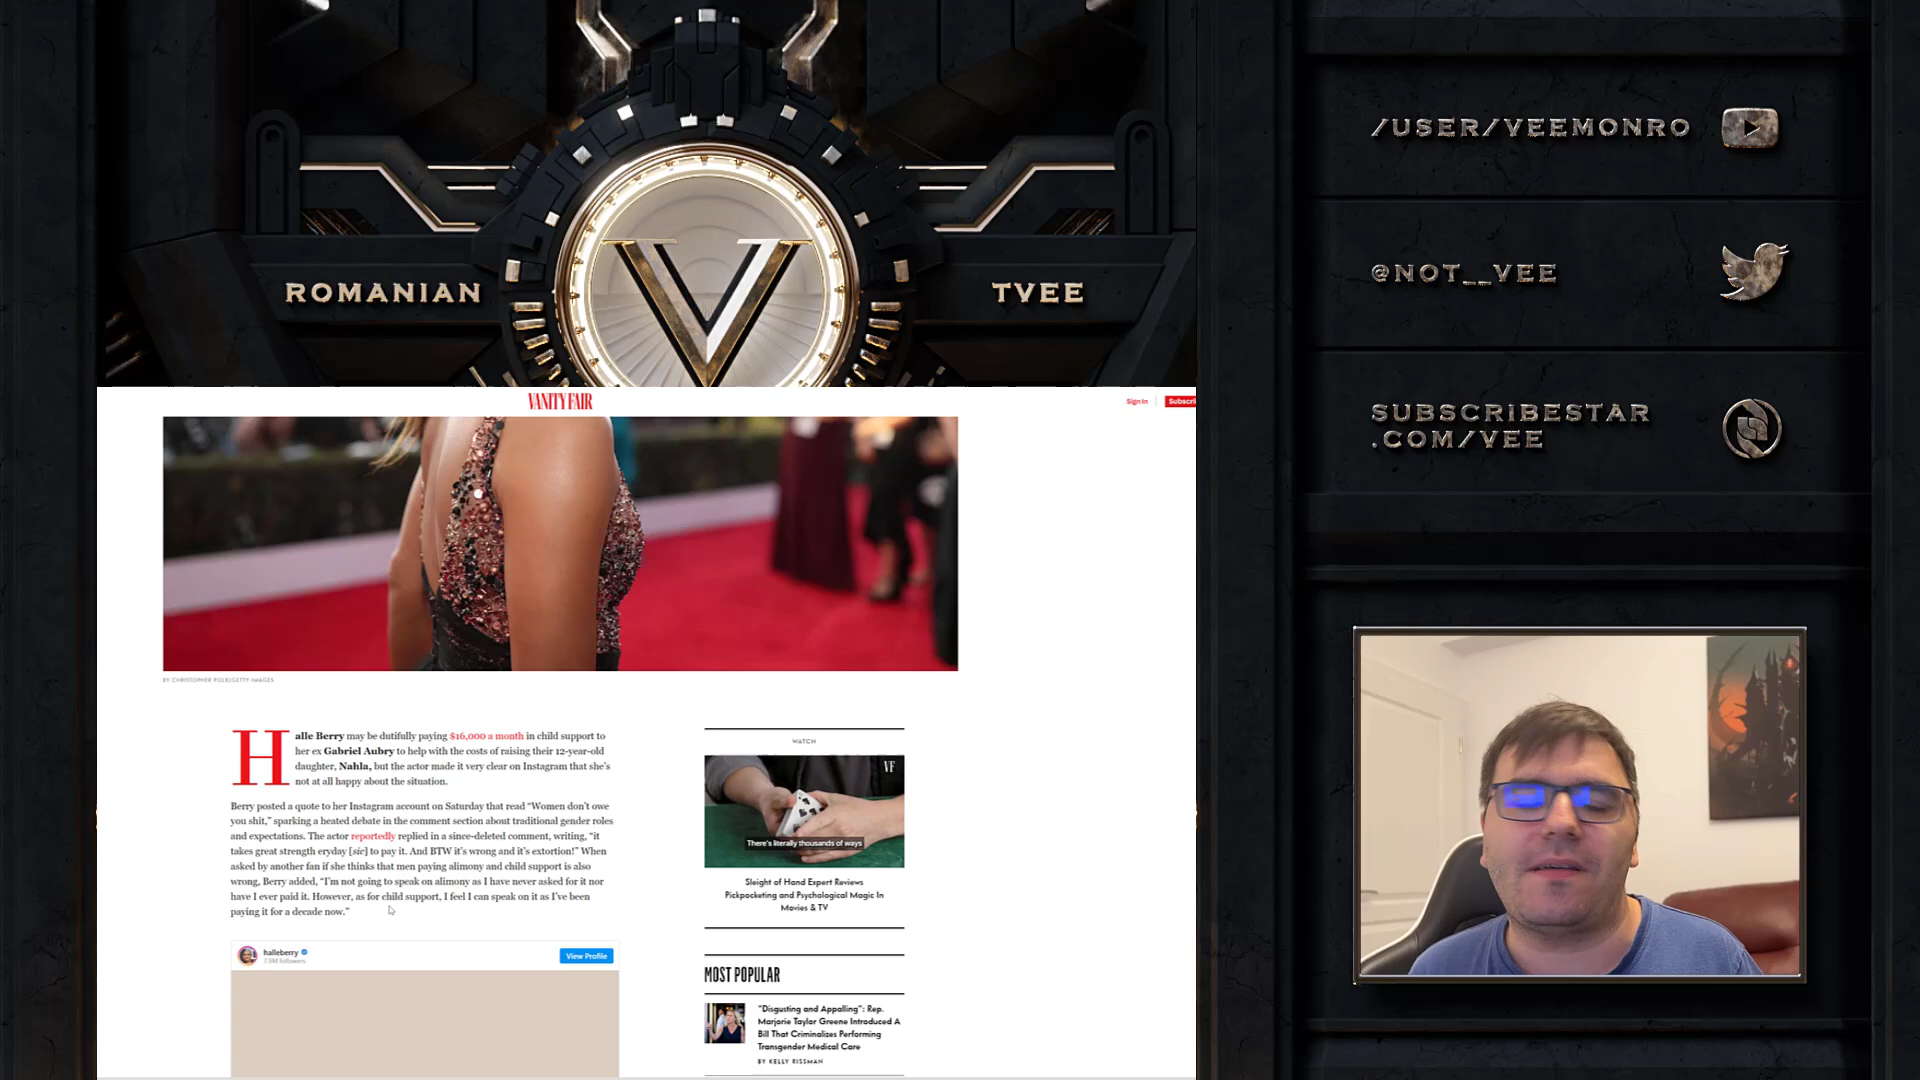 /USER/VEEMONRO
@NOT__VEE
SUBSCRIBESTAR
.COM/VEE
ROMANIAN
V
TVEE
VANITY FAIR
Sign In
Subscri
BY CHRISTOPHER POLK/GETTY IMAGES
Halle Berry may be dutifully paying $16,000 a month in child support to
her ex Gabriel Aubry to help with the costs of raising their 12-year-old
daughter, Nahla, but the actor made it very clear on Instagram that she's
not at all happy about the situation.
Berry posted a quote to her Instagram account on Saturday that read “Women don't owe
you shit,” sparking a heated debate in the comment section about traditional gender roles
and expectations. The actor reportedly replied in a since-deleted comment, writing, “it
takes great strength eryday [sic] to pay it. And BTW it's wrong and it's extortion!” When
asked by another fan if she thinks that men paying alimony and child support is also
wrong, Berry added, “I'm not going to speak on alimony as I have never asked for it nor
have I ever paid it. However, as for child support, I feel I can speak on it as I've been
paying it for a decade now.”
halleberry
7.9M followers
View Profile
WATCH
VF
There's literally thousands of ways
Sleight of Hand Expert Reviews
Pickpocketing and Psychological Magic In
Movies & TV
MOST POPULAR
“Disgusting and Appalling”: Rep.
Marjorie Taylor Greene Introduced A
Bill That Criminalizes Performing
Transgender Medical Care
BY KELLY RISSMAN